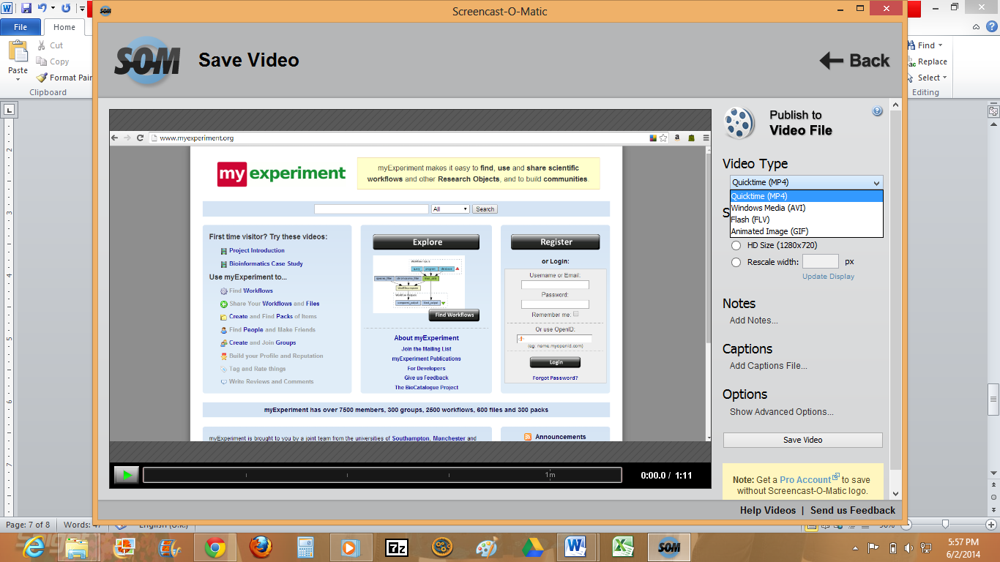 Screencast-O-Matic
File
Home
Cut
Copy
Paste
Format Pain
Clipboard
Find
Replace
Select
Editing
SOM
Save Video
Back
www.myexperiment.org
my experiment
myExperiment makes it easy to find, use and share scientific
workflows and other Research Objects, and to build communities.
All
Search
First time visitor? Try these videos:
Project Introduction
Bioinformatics Case Study
Use myExperiment to...
Find Workflows
Share Your Workflows and Files
Create and Find Packs of Items
Find People and Make Friends
Create and Join Groups
Build your Profile and Reputation
Tag and Rate things
Write Reviews and Comments
Explore
Find Workflows
About myExperiment
Join the Mailing List
myExperiment Publications
For Developers
Give us Feedback
The BioCatalogue Project
Register
or Login:
Username or Email:
Password:
Remember me:
Or use OpenID:
(eg: name.myopenid.com)
Login
Forgot Password?
myExperiment has over 7500 members, 300 groups, 2500 workflows, 600 files and 300 packs
myExperiment is brought to you by a joint team from the universities of Southampton, Manchester and
Announcements
1m
0:00.0 / 1:11
Publish to
Video File
Video Type
Quicktime (MP4)
Quicktime (MP4)
Windows Media (AVI)
Flash (FLV)
Animated Image (GIF)
HD Size (1280x720)
Rescale width:
px
Update Display
Notes
Add Notes...
Captions
Add Captions File...
Options
Show Advanced Options...
Save Video
Note: Get a Pro Account to save
without Screencast-O-Matic logo.
Help Videos | Send us Feedback
Page: 7 of 8
Words: 47
English (U.K.)
90%
7z
SOM
5:57 PM
6/2/2014